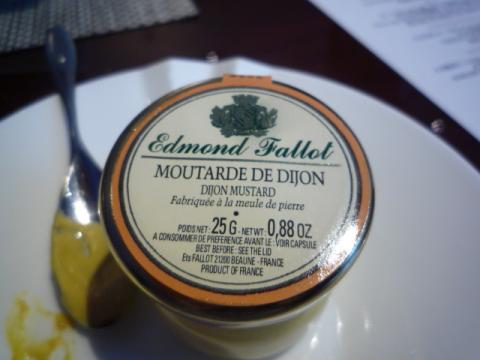 Edmond Fallot
MOUTARDE DE DIJON
DIJON MUSTARD
Fabriquée à la meule de pierre
POIDS NET: 25 G - NET WT: 0,88 OZ.
A CONSOMMER DE PREFERENCE AVANT LE: VOIR CAPSULE
BEST BEFORE: SEE THE LID
Ets FALLOT 21200 BEAUNE - FRANCE
PRODUCT OF FRANCE